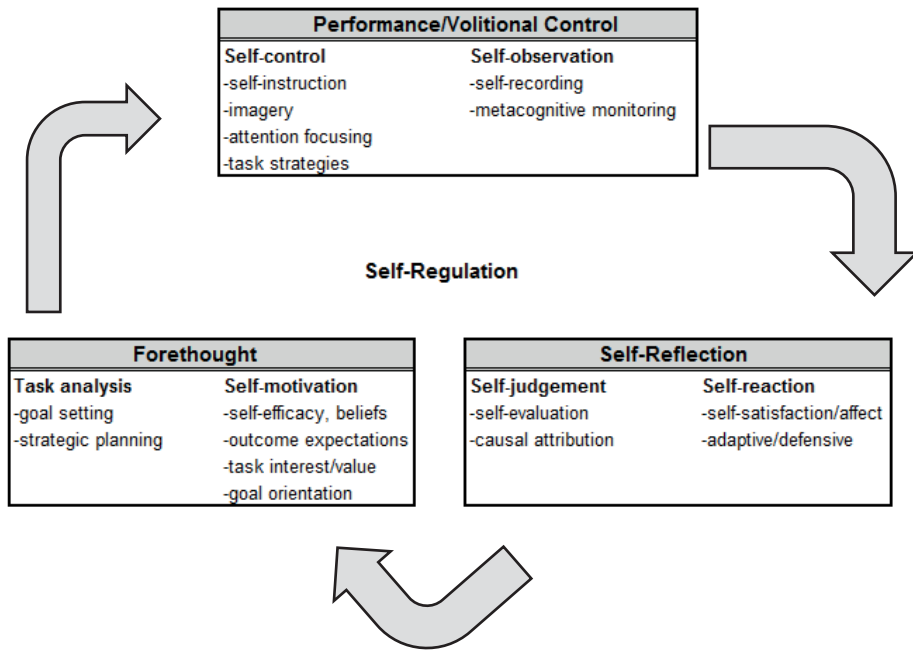 Performance/Volitional Control
Self-control
-self-instruction
-imagery
-attention focusing
-task strategies
Self-observation
-self-recording
-metacognitive monitoring
Self-Regulation
Forethought
Task analysis
-goal setting
-strategic planning
Self-motivation
-self-efficacy, beliefs
-outcome expectations
-task interest/value
-goal orientation
Self-Reflection
Self-judgement
-self-evaluation
-causal attribution
Self-reaction
-self-satisfaction/affect
-adaptive/defensive